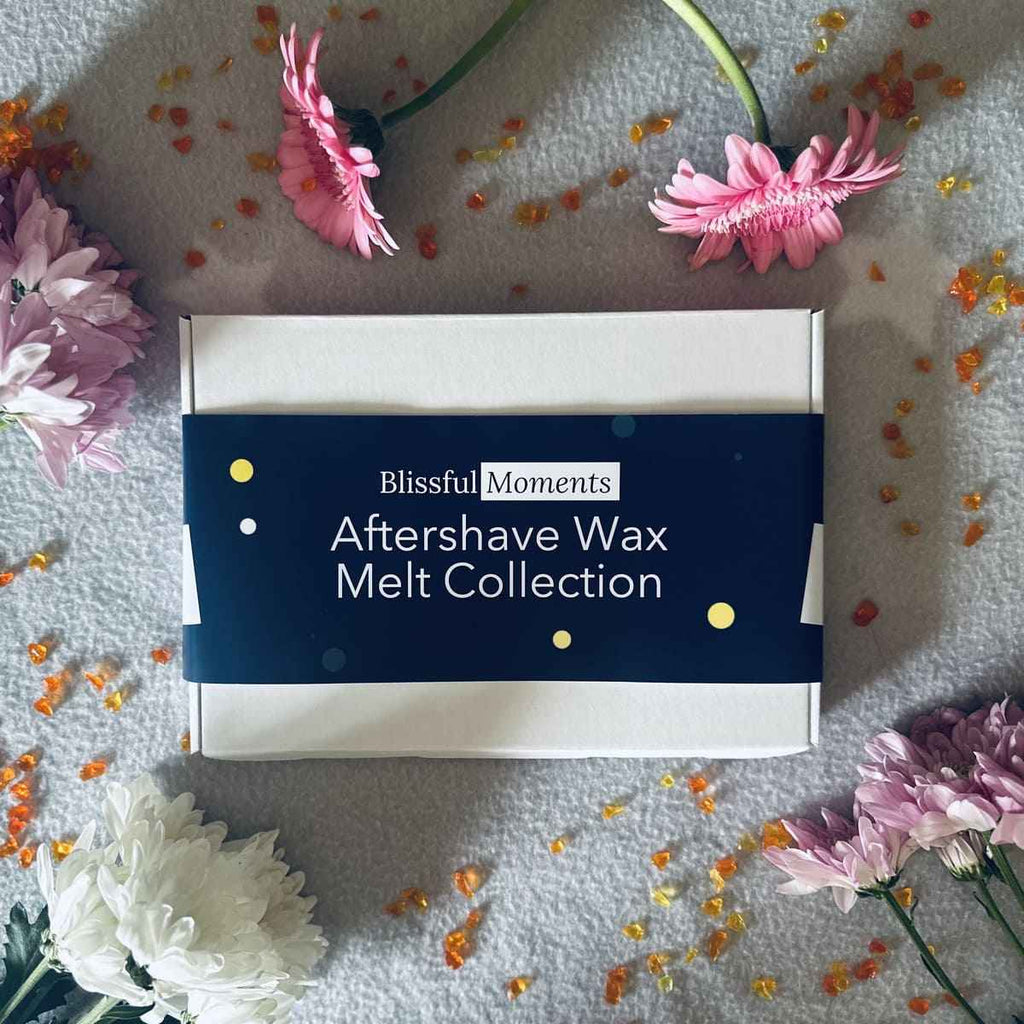 Blissful Moments
Aftershave Wax
Melt Collection